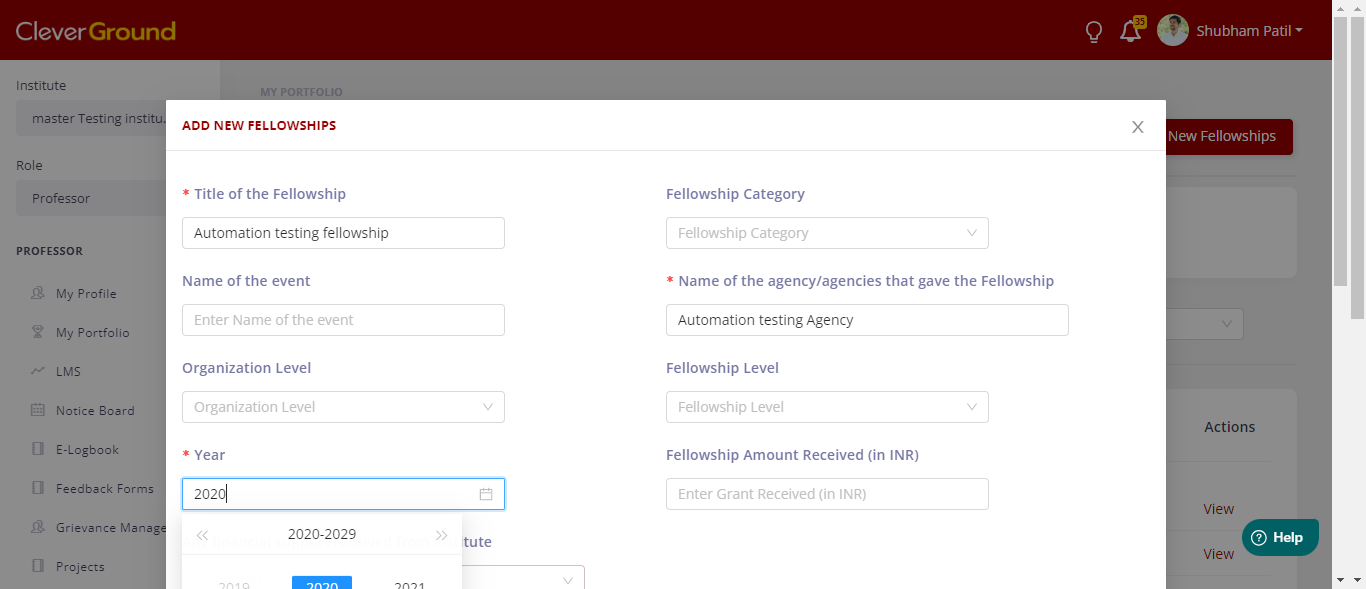 CleverGround
35
Shubham Patil
Institute
master Testing institu..
Role
Professor
PROFESSOR
My Profile
My Portfolio
LMS
Notice Board
E-Logbook
Feedback Forms
Grievance Manage
Projects
MY PORTFOLIO
New Fellowships
ADD NEW FELLOWSHIPS
* Title of the Fellowship
Automation testing fellowship
Fellowship Category
Fellowship Category
Name of the event
Enter Name of the event
* Name of the agency/agencies that gave the Fellowship
Automation testing Agency
Organization Level
Organization Level
Fellowship Level
Fellowship Level
* Year
2020
Fellowship Amount Received (in INR)
Enter Grant Received (in INR)
2020-2029
2019 2020 2021
Actions
View
View
Help